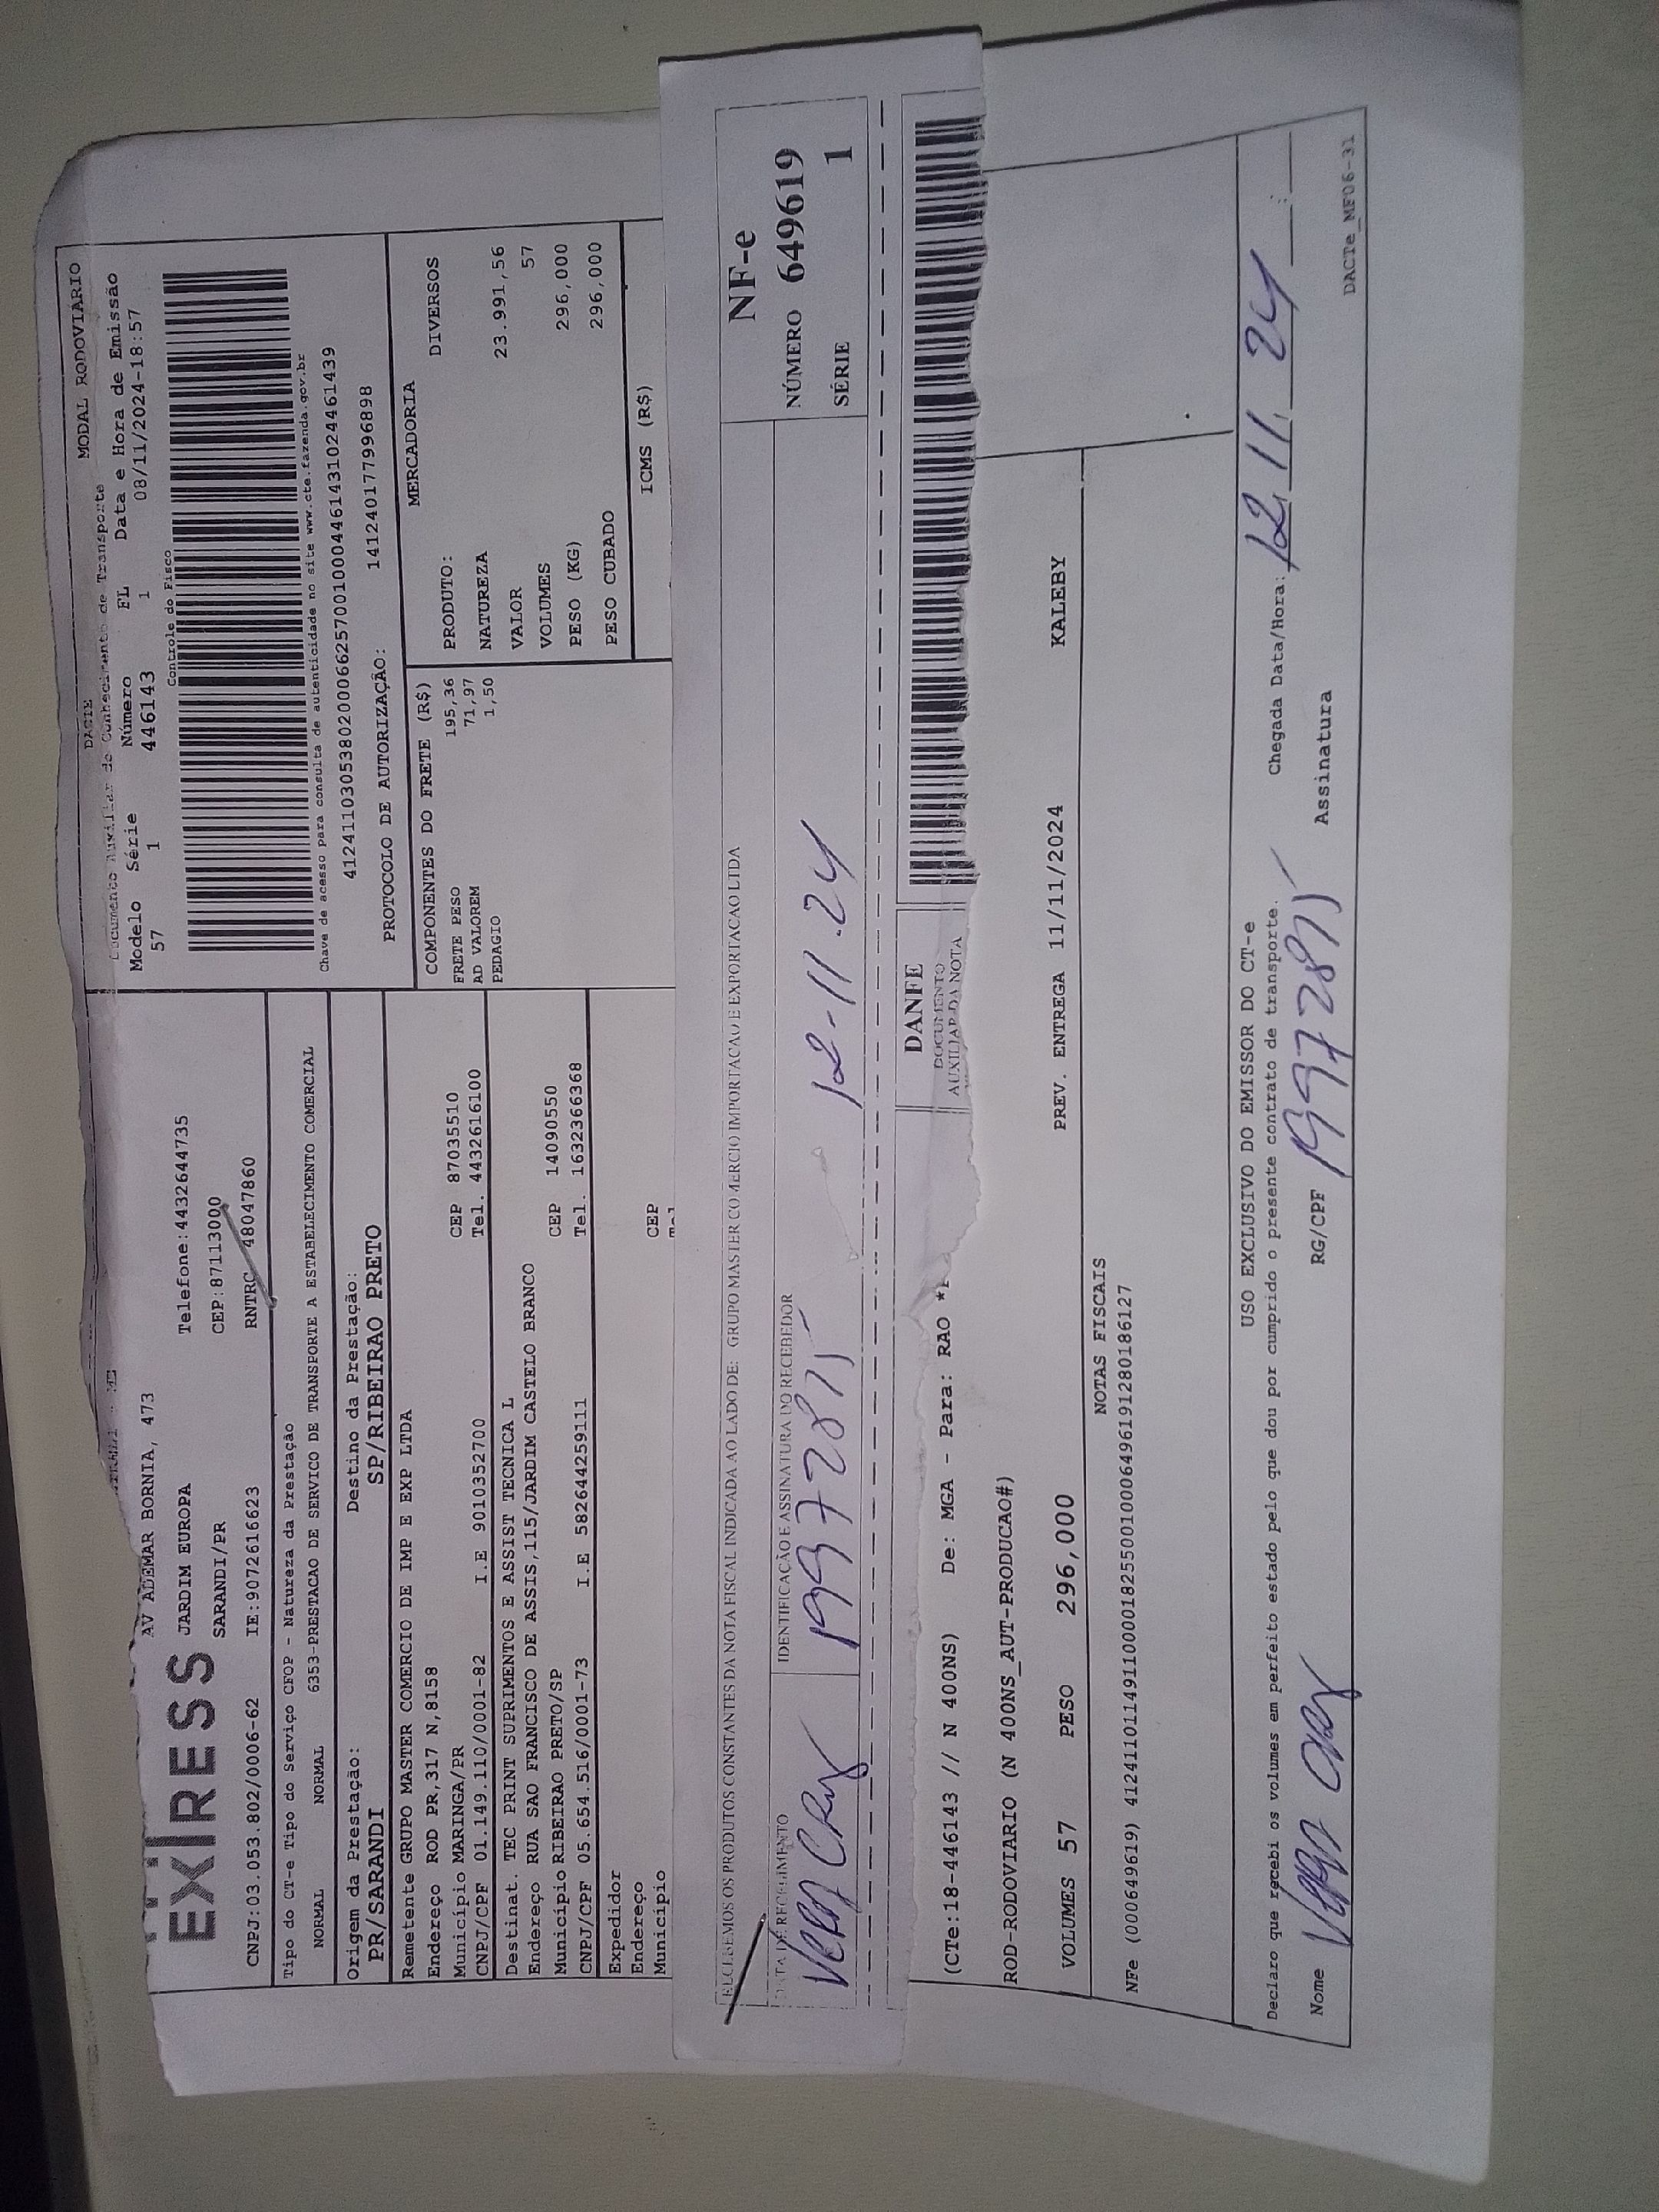 MODAL RODOVIÁRIO
DACTE
Documento Auxiliar de Conhecimento de Transporte
Modelo Série Número FL Data e Hora de Emissão
57 1 446143 1 08/11/2024-18:57
Controle do Fisco
Chave de acesso para consulta de autenticidade no site www.cte.fazenda.gov.br
41241103053802000662570010004461431024461439
PROTOCOLO DE AUTORIZAÇÃO: 141240177996898
EXPRESS
AV ADEMAR BORNIA, 473
JARDIM EUROPA Telefone:4432644735
SARANDI/PR CEP:87113000
CNPJ:03.053.802/0006-62 IE:9072616623 RNTRC 48047860
Tipo do CT-e Tipo do Serviço CFOP - Natureza da Prestação
NORMAL NORMAL 6353-PRESTACAO DE SERVICO DE TRANSPORTE A ESTABELECIMENTO COMERCIAL
Origem da Prestação: Destino da Prestação:
PR/SARANDI SP/RIBEIRAO PRETO
Remetente GRUPO MASTER COMERCIO DE IMP E EXP LTDA
Endereço ROD PR,317 N,8158
Município MARINGA/PR CEP 87035510
CNPJ/CPF 01.149.110/0001-82 I.E 9010352700 Tel. 4432616100
Destinat. TEC PRINT SUPRIMENTOS E ASSIST TECNICA L
Endereço RUA SAO FRANCISCO DE ASSIS,115/JARDIM CASTELO BRANCO
Município RIBEIRAO PRETO/SP CEP 14090550
CNPJ/CPF 05.654.516/0001-73 I.E 582644259111 Tel. 1632366368
Expedidor
Endereço
Município CEP
COMPONENTES DO FRETE (R$)
FRETE PESO 195,36
AD VALOREM 71,97
PEDAGIO 1,50
MERCADORIA
PRODUTO: DIVERSOS
NATUREZA
VALOR 23.991,56
VOLUMES 57
PESO (KG) 296,000
PESO CUBADO 296,000
ICMS (R$)
RECEBEMOS OS PRODUTOS CONSTANTES DA NOTA FISCAL INDICADA AO LADO DE: GRUPO MASTER COMERCIO IMPORTACAO E EXPORTACAO LTDA
DATA DE RECEBIMENTO IDENTIFICAÇÃO E ASSINATURA DO RECEBEDOR
12-11.24
NF-e
NÚMERO 649619
SÉRIE 1
DANFE
DOCUMENTO
AUXILIAR DA NOTA
(CTe:18-446143 // N 400NS) De: MGA - Para: RAO
ROD-RODOVIARIO (N 400NS_AUT-PRODUCAO#)
VOLUMES 57 PESO 296,000 PREV. ENTREGA 11/11/2024 KALEBY
NOTAS FISCAIS
NFe (000649619) 41241101149110000182550010006496191280186127
USO EXCLUSIVO DO EMISSOR DO CT-e
Declaro que recebi os volumes em perfeito estado pelo que dou por cumprido o presente contrato de transporte. Chegada Data/Hora: 12/11/24 :
Nome RG/CPF Assinatura
DACTe_MF06-31